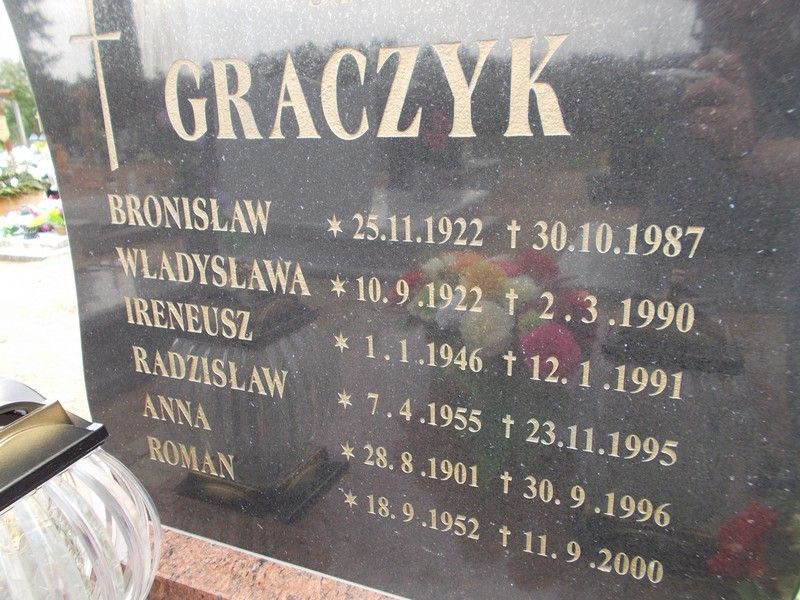 GRACZYK
BRONISŁAW * 25.11.1922 † 30.10.1987
WŁADYSŁAWA * 10.9.1922 † 2.3.1990
IRENEUSZ * 1.1.1946 † 12.1.1991
RADZISŁAW * 7.4.1955 † 23.11.1995
ANNA * 28.8.1901 † 30.9.1996
ROMAN * 18.9.1952 † 11.9.2000